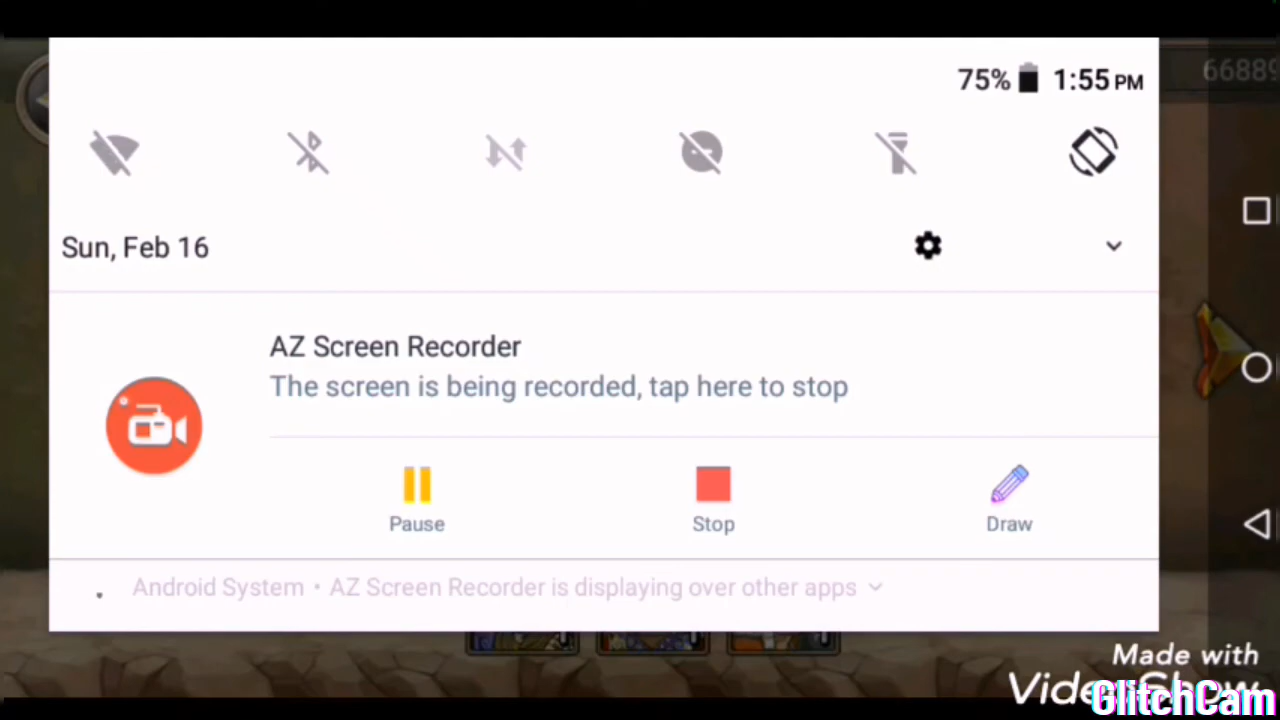 75% 1:55 PM
66889
Sun, Feb 16
AZ Screen Recorder
The screen is being recorded, tap here to stop
Pause Stop Draw
Android System • AZ Screen Recorder is displaying over other apps
Made with
VideoShow
GlitchCam